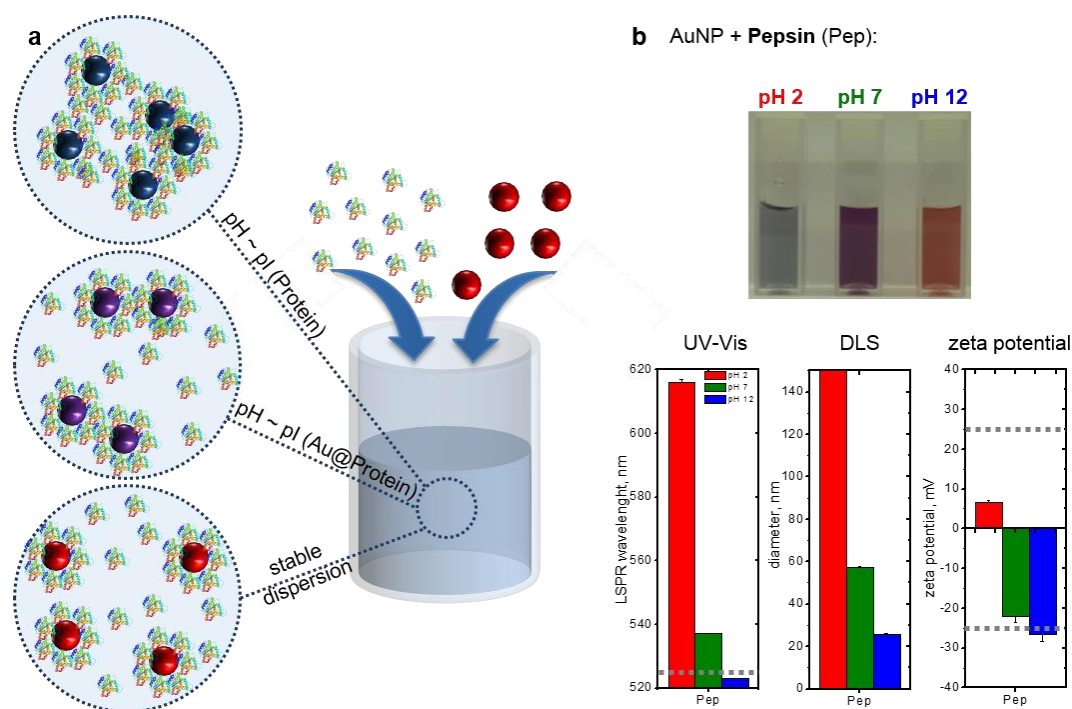 a
pH ~ pI (Protein)
pH ~ pI (Au@Protein)
stable
dispersion
b AuNP + Pepsin (Pep):
pH 2 pH 7 pH 12
UV-Vis
LSPR wavelenght, nm
620
600
580
560
540
520
pH 2
pH 7
pH 12
Pep
DLS
diameter, nm
140
120
100
80
60
40
20
0
Pep
zeta potential
zeta potential, mV
40
30
20
10
0
-10
-20
-30
-40
Pep